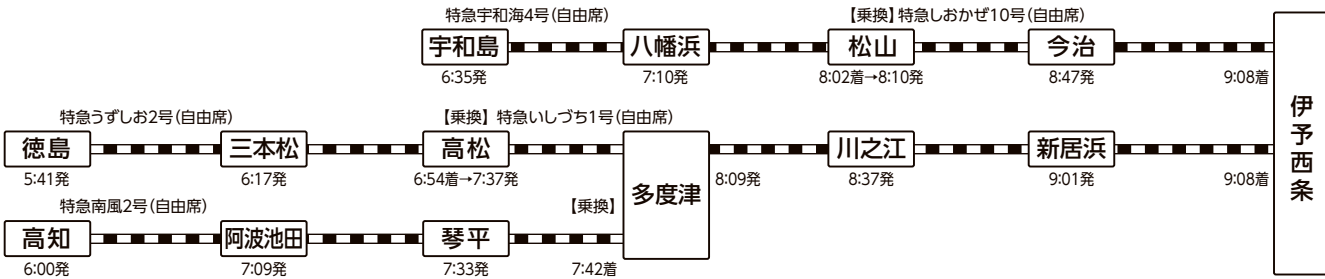 特急宇和海4号(自由席) 【乗換】特急しおかぜ10号(自由席)
宇和島 八幡浜 松山 今治
6:35発 7:10発 8:02着→8:10発 8:47発 9:08着
特急うずしお2号(自由席) 【乗換】 特急いしづち1号(自由席)
徳島 三本松 高松 川之江 新居浜
5:41発 6:17発 6:54着→7:37発 8:09発 8:37発 9:01発 9:08着
多度津
伊予西条
特急南風2号(自由席) 【乗換】
高知 阿波池田 琴平
6:00発 7:09発 7:33発 7:42着